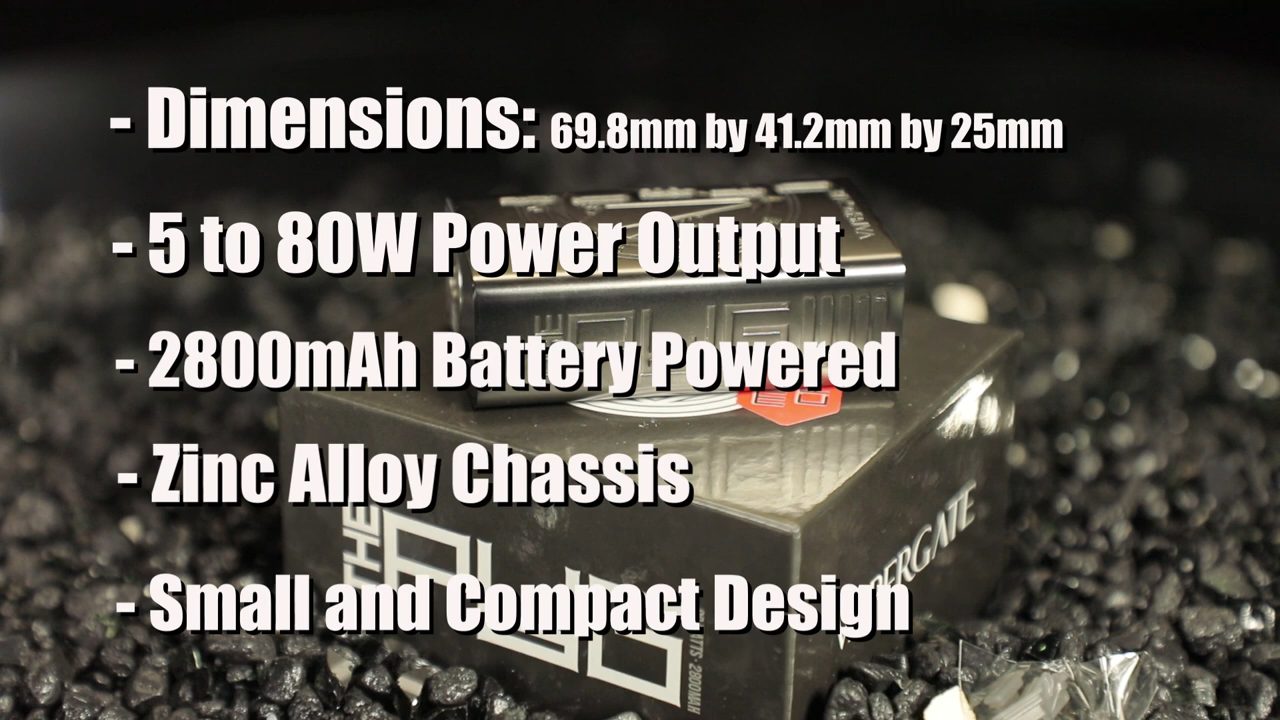 - Dimensions: 69.8mm by 41.2mm by 25mm
- 5 to 80W Power Output
- 2800mAh Battery Powered
- Zinc Alloy Chassis
- Small and Compact Design
THE